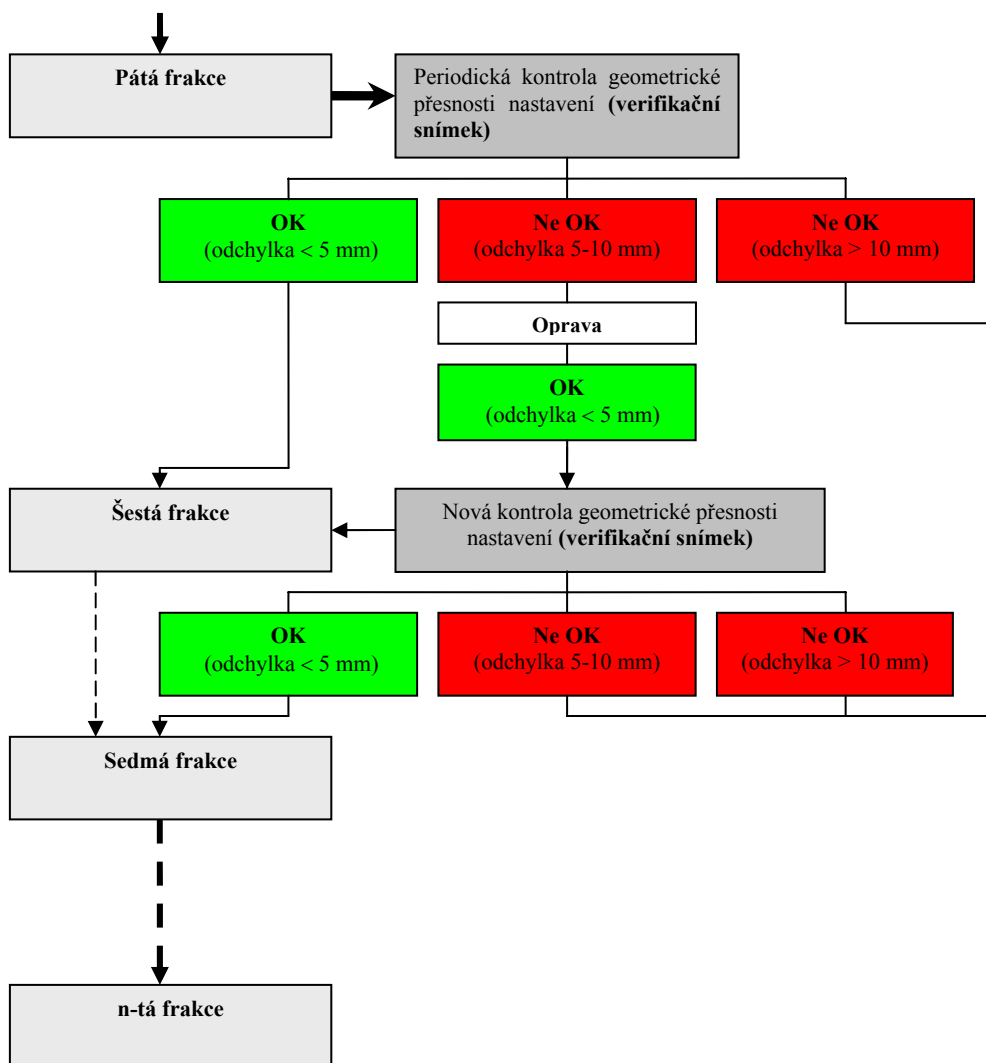 Pátá frakce
Periodická kontrola geometrické
přesnosti nastavení (verifikační
snímek)
OK
(odchylka < 5 mm)
Ne OK
(odchylka 5-10 mm)
Ne OK
(odchylka > 10 mm)
Oprava
OK
(odchylka < 5 mm)
Šestá frakce
Nová kontrola geometrické přesnosti
nastavení (verifikační snímek)
OK
(odchylka < 5 mm)
Ne OK
(odchylka 5-10 mm)
Ne OK
(odchylka > 10 mm)
Sedmá frakce
n-tá frakce